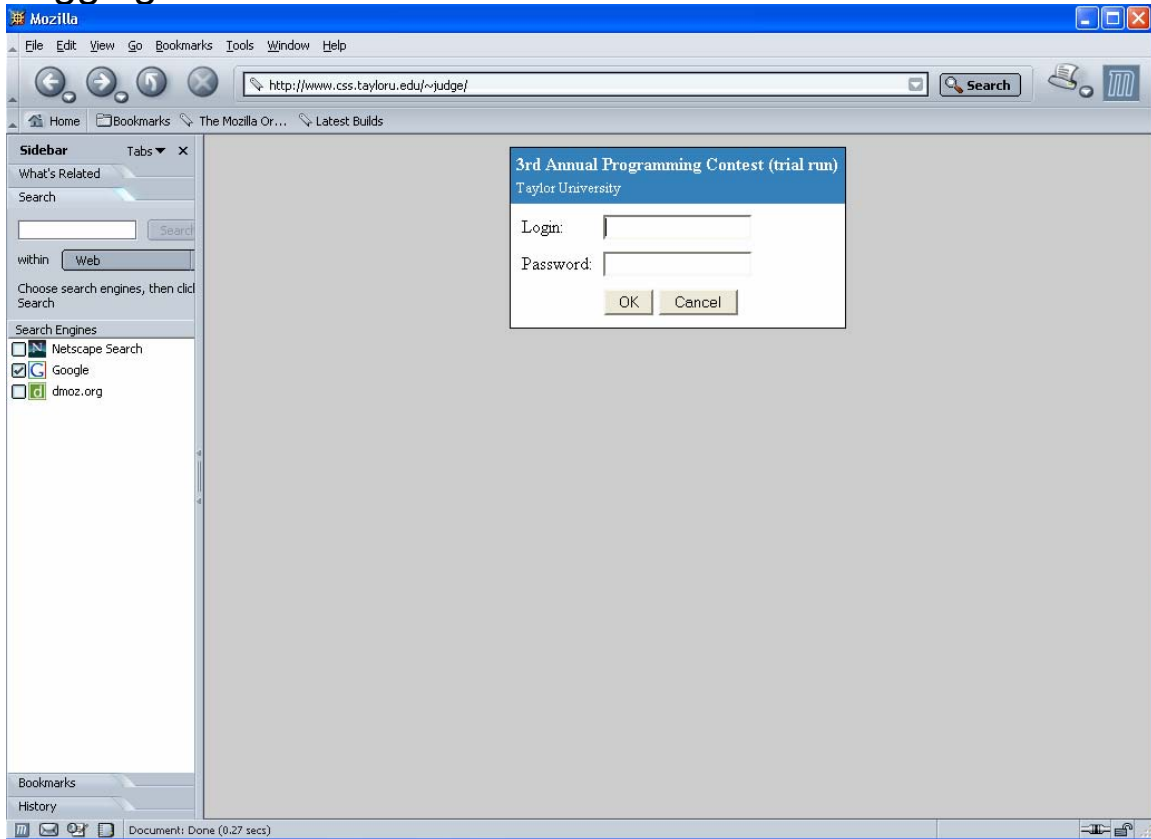 Mozilla
File Edit View Go Bookmarks Tools Window Help
http://www.css.tayloru.edu/~judge/ Search
Home Bookmarks The Mozilla Or... Latest Builds
Sidebar Tabs
What's Related
Search
Search
within Web
Choose search engines, then clic
Search
Search Engines
Netscape Search
Google
dmoz.org
Bookmarks
History
3rd Annual Programming Contest (trial run)
Taylor University
Login:
Password:
OK Cancel
Document: Done (0.27 secs)